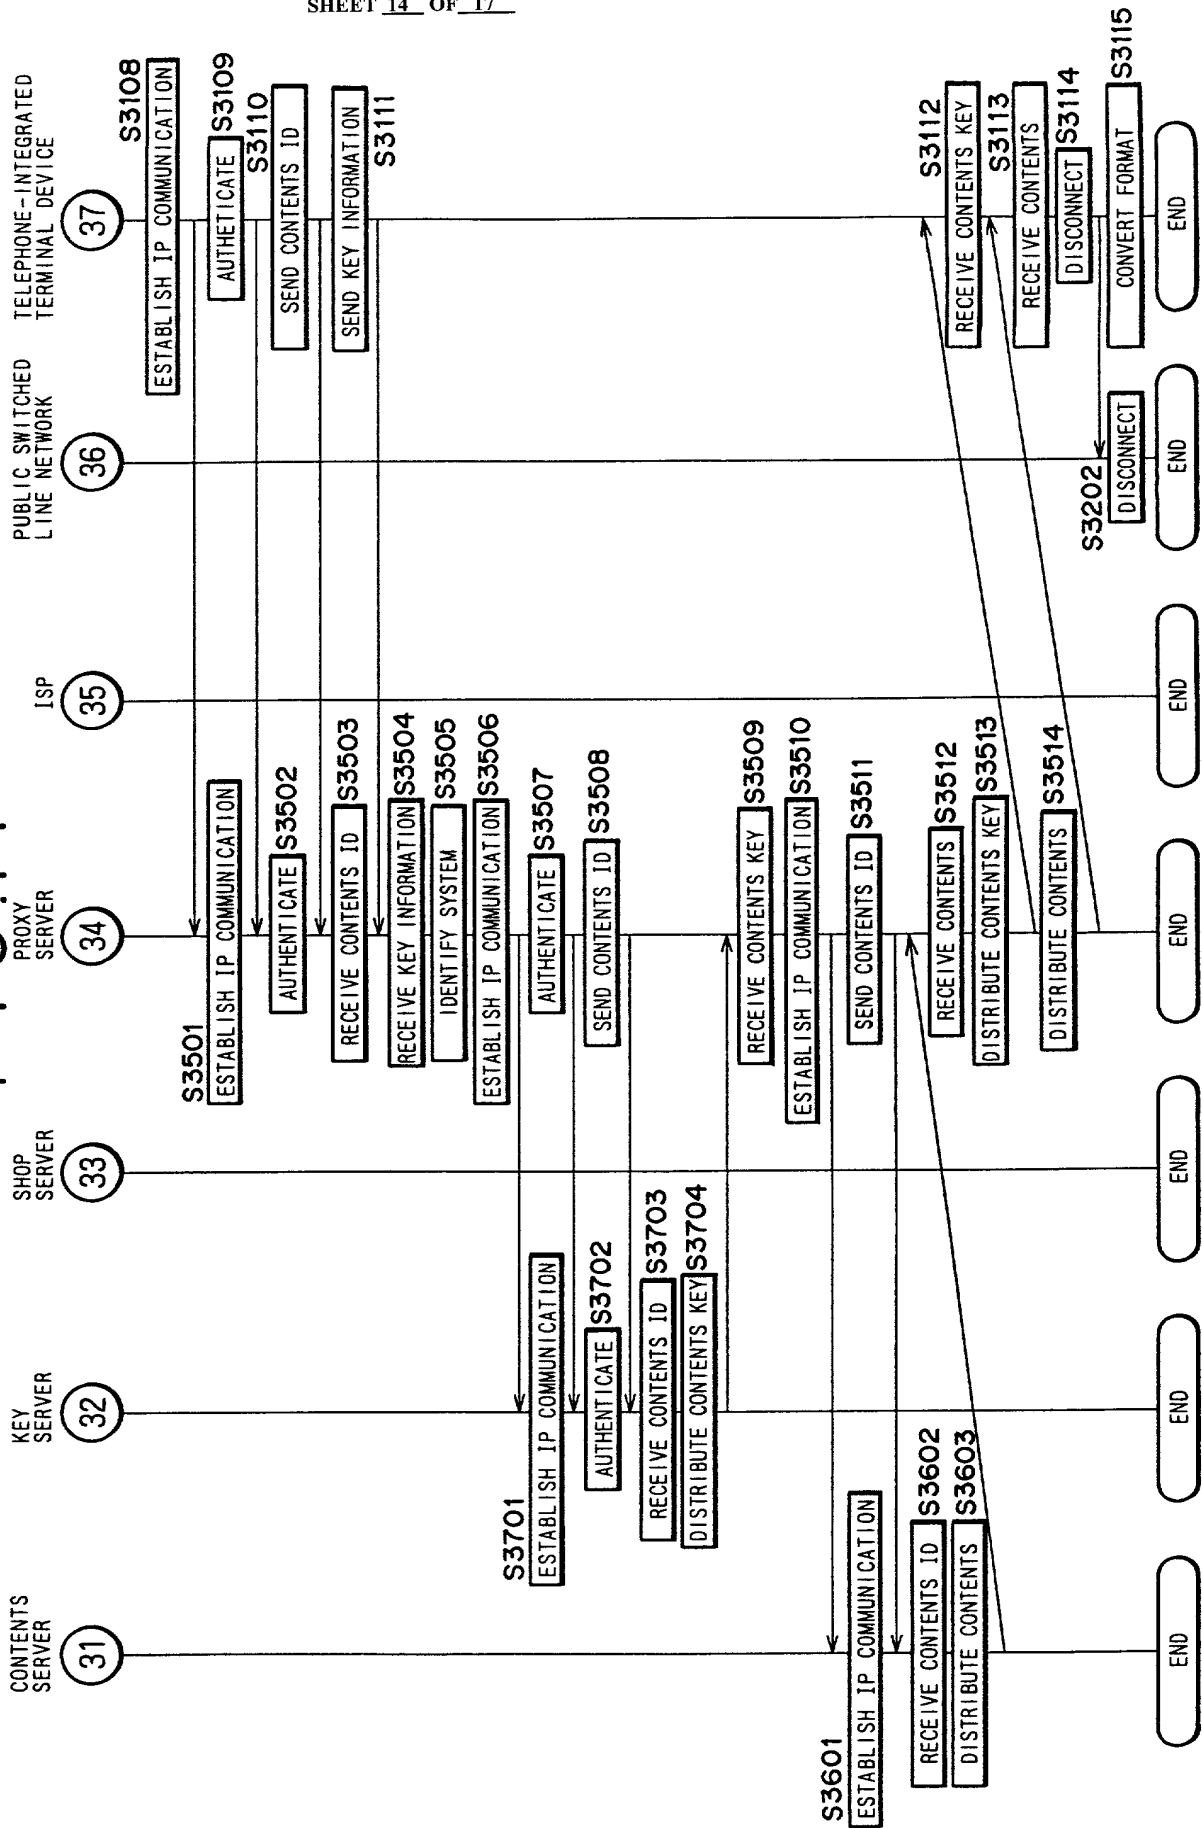 SHEET 14 OF 17
TELEPHONE-INTEGRATED
TERMINAL DEVICE
37
S3108
ESTABLISH IP COMMUNICATION
AUTHETICATE
S3109
S3110
SEND CONTENTS ID
SEND KEY INFORMATION
S3111
S3112
RECEIVE CONTENTS KEY
S3113
RECEIVE CONTENTS
S3114
DISCONNECT
CONVERT FORMAT
S3115
END
PUBLIC SWITCHED
LINE NETWORK
36
S3202
DISCONNECT
END
ISP
35
END
PROXY
SERVER
34
S3501
ESTABLISH IP COMMUNICATION
AUTHENTICATE
S3502
RECEIVE CONTENTS ID
S3503
RECEIVE KEY INFORMATION
S3504
IDENTIFY SYSTEM
S3505
ESTABLISH IP COMMUNICATION
S3506
AUTHENTICATE
S3507
SEND CONTENTS ID
S3508
RECEIVE CONTENTS KEY
S3509
ESTABLISH IP COMMUNICATION
S3510
SEND CONTENTS ID
S3511
RECEIVE CONTENTS
S3512
DISTRIBUTE CONTENTS KEY
S3513
DISTRIBUTE CONTENTS
S3514
END
SHOP
SERVER
33
END
KEY
SERVER
32
S3701
ESTABLISH IP COMMUNICATION
AUTHENTICATE
S3702
RECEIVE CONTENTS ID
S3703
DISTRIBUTE CONTENTS KEY
S3704
END
CONTENTS
SERVER
31
S3601
ESTABLISH IP COMMUNICATION
RECEIVE CONTENTS ID
S3602
DISTRIBUTE CONTENTS
S3603
END